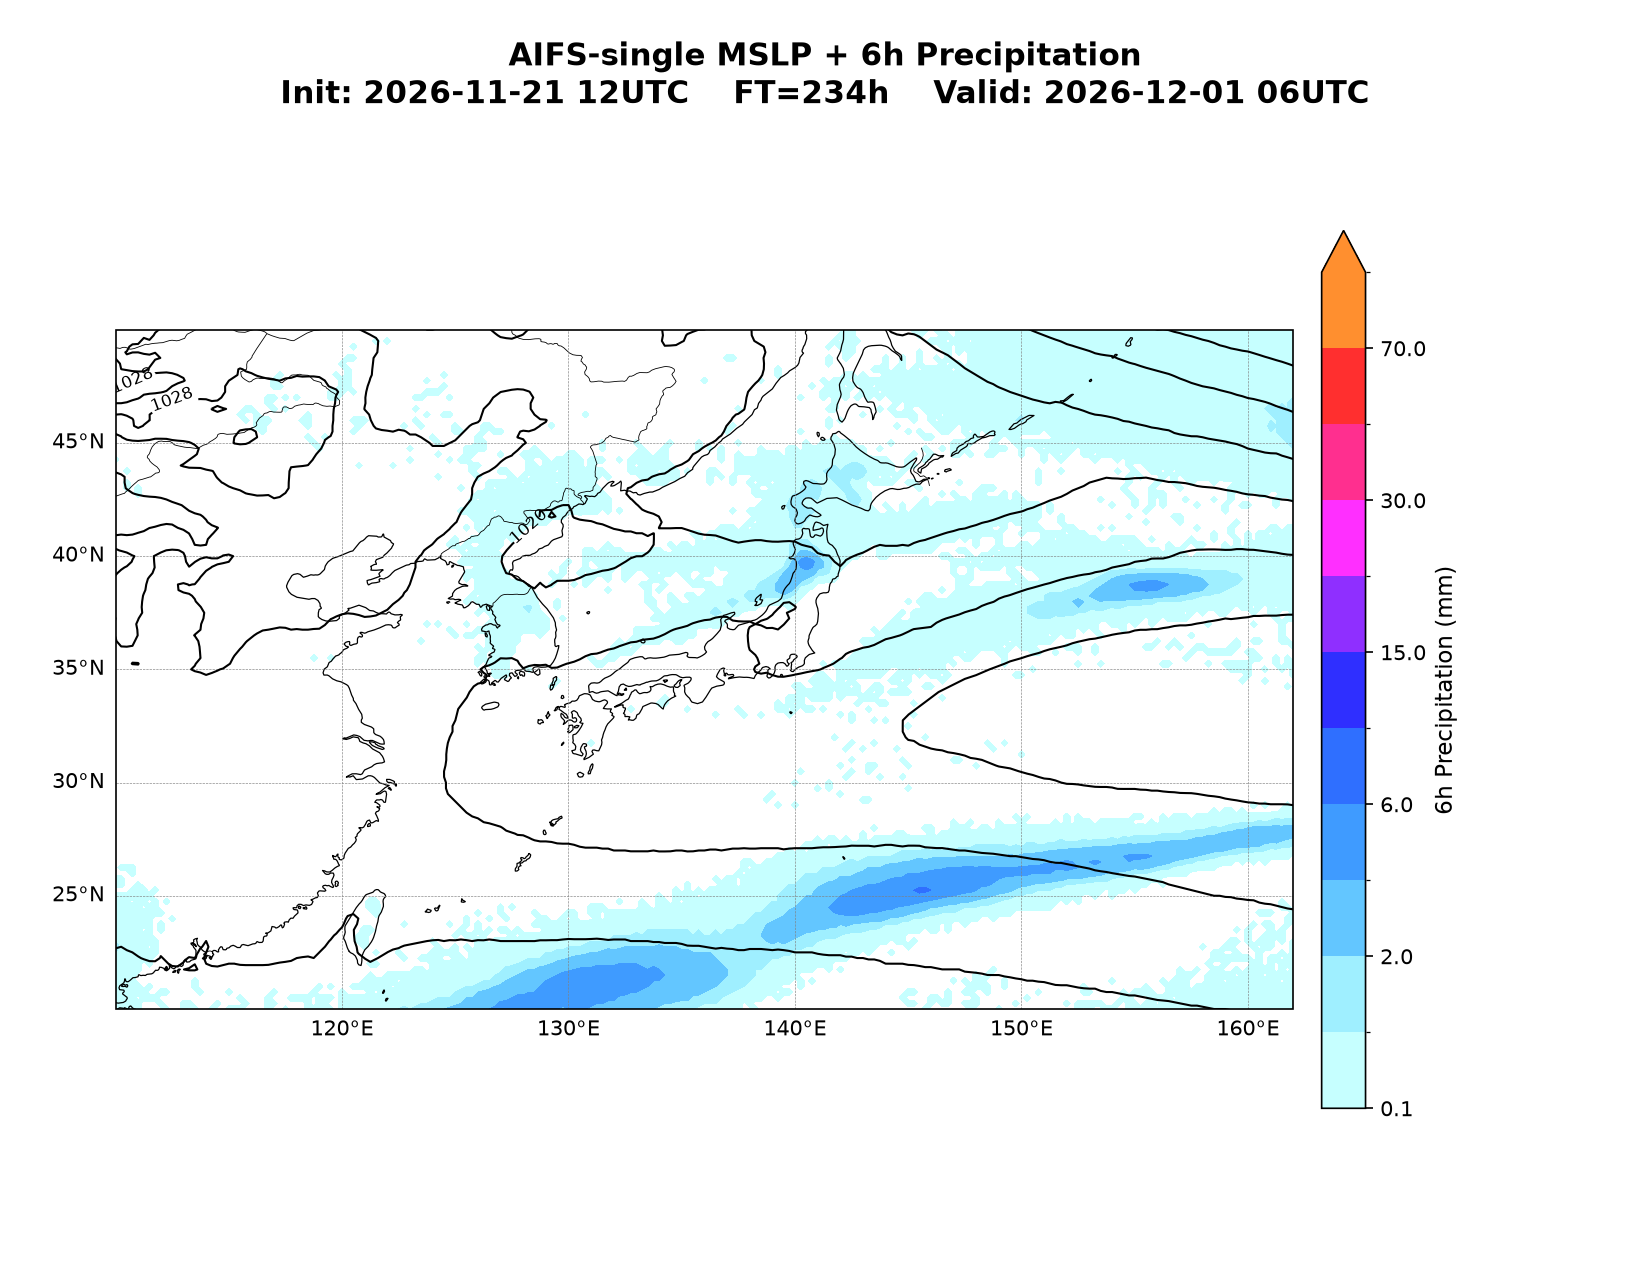 AIFS-single MSLP + 6h Precipitation
Init: 2026-11-21 12UTC    FT=234h    Valid: 2026-12-01 06UTC
70.0
30.0
15.0
6.0
2.0
0.1
6h Precipitation (mm)
45°N
40°N
35°N
30°N
25°N
1028
1028
1020
120°E
130°E
140°E
150°E
160°E